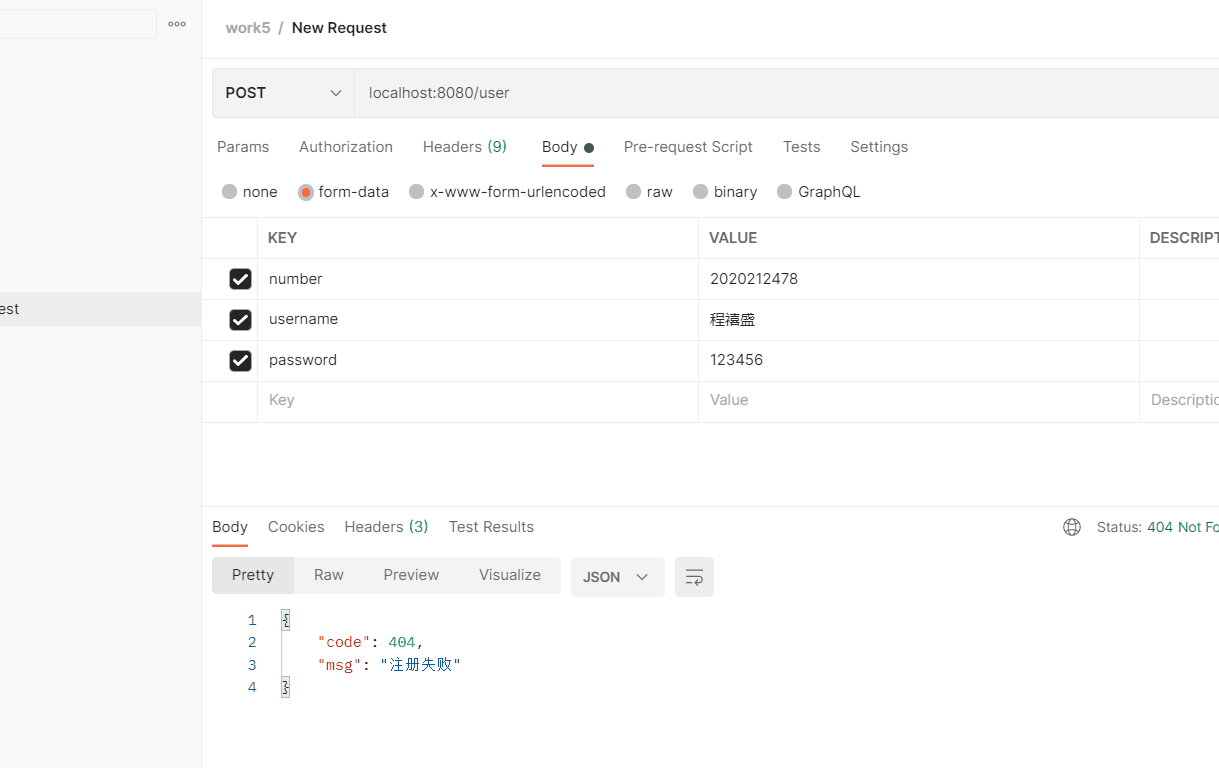 work5 / New Request
POST localhost:8080/user
Params Authorization Headers (9) Body Pre-request Script Tests Settings
none form-data x-www-form-urlencoded raw binary GraphQL
KEY VALUE DESCRIPT
number 2020212478
username 程禧盛
password 123456
Key Value Descriptio
est
Body Cookies Headers (3) Test Results Status: 404 Not Fo
Pretty Raw Preview Visualize JSON
1 {
2 "code": 404,
3 "msg": "注册失败"
4 }